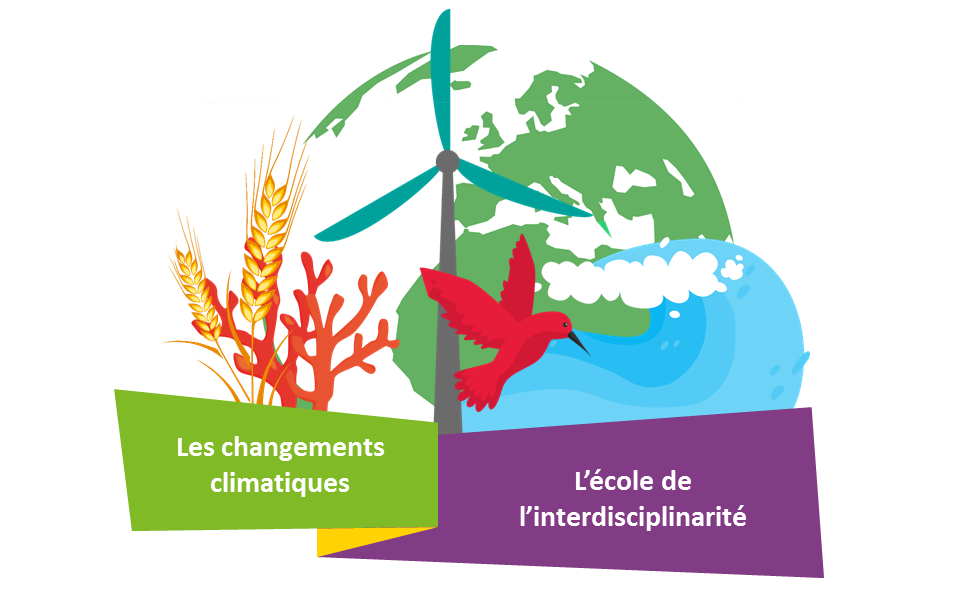 Les changements
climatiques
L’école de
l’interdisciplinarité